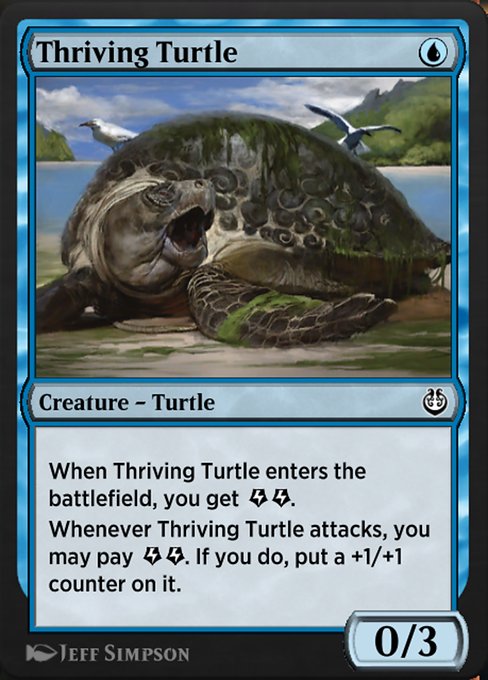 Thriving Turtle
Creature – Turtle
When Thriving Turtle enters the
battlefield, you get.
Whenever Thriving Turtle attacks, you
may pay. If you do, put a +1/+1
counter on it.
0/3
Jeff Simpson